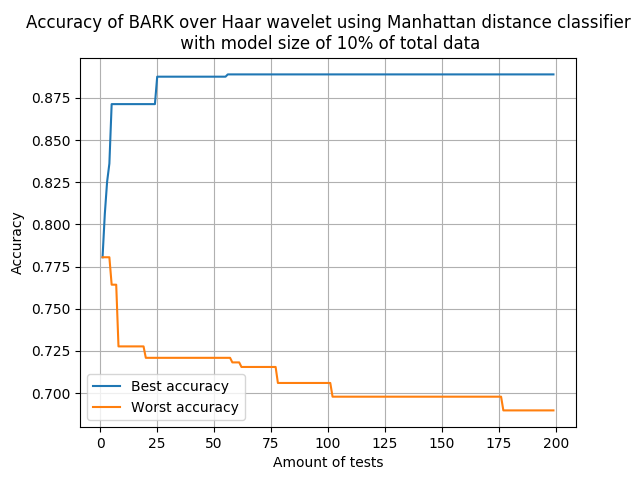 Accuracy of BARK over Haar wavelet using Manhattan distance classifier
with model size of 10% of total data
0.875
0.850
0.825
0.800
0.775
0.750
0.725
0.700
Accuracy
Best accuracy
Worst accuracy
0 25 50 75 100 125 150 175 200
Amount of tests